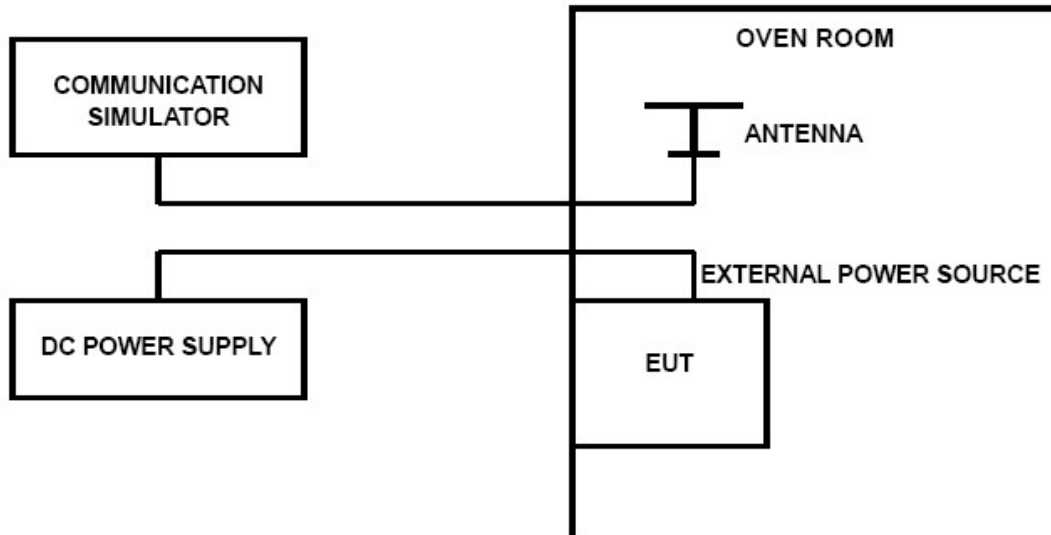 OVEN ROOM
COMMUNICATION
SIMULATOR
ANTENNA
EXTERNAL POWER SOURCE
DC POWER SUPPLY
EUT